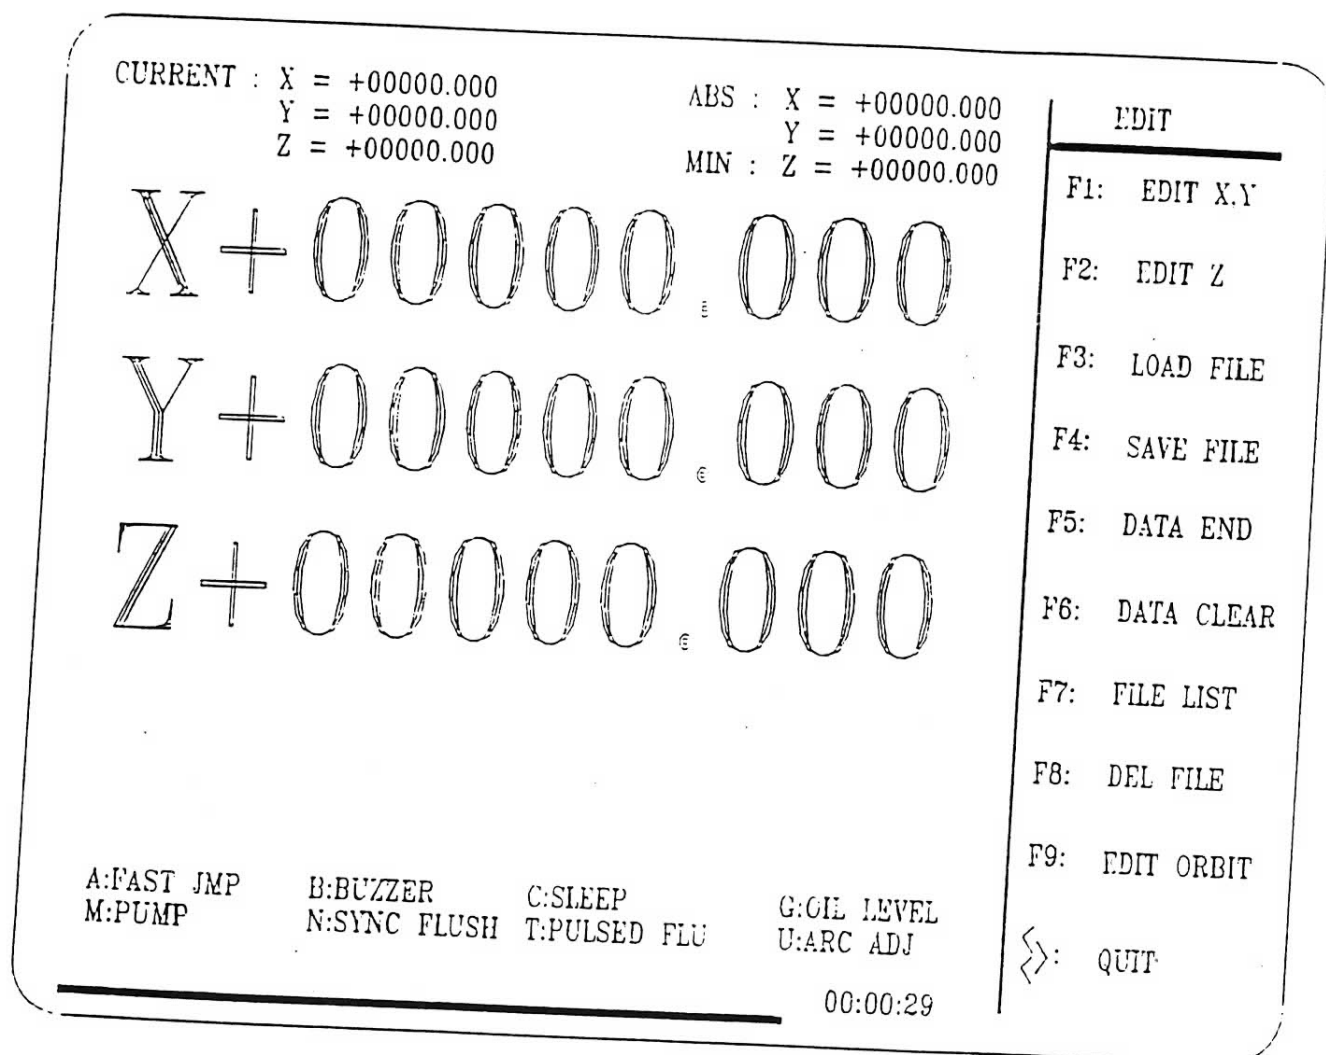 CURRENT : X = +00000.000
Y = +00000.000
Z = +00000.000
ABS : X = +00000.000
Y = +00000.000
MIN : Z = +00000.000
X+00000.000
Y+00000.000
Z+00000.000
A:FAST JMP B:BUZZER C:SLEEP G:OIL LEVEL
M:PUMP N:SYNC FLUSH T:PULSED FLU U:ARC ADJ
00:00:29
EDIT
F1: EDIT X,Y
F2: EDIT Z
F3: LOAD FILE
F4: SAVE FILE
F5: DATA END
F6: DATA CLEAR
F7: FILE LIST
F8: DEL FILE
F9: EDIT ORBIT
: QUIT